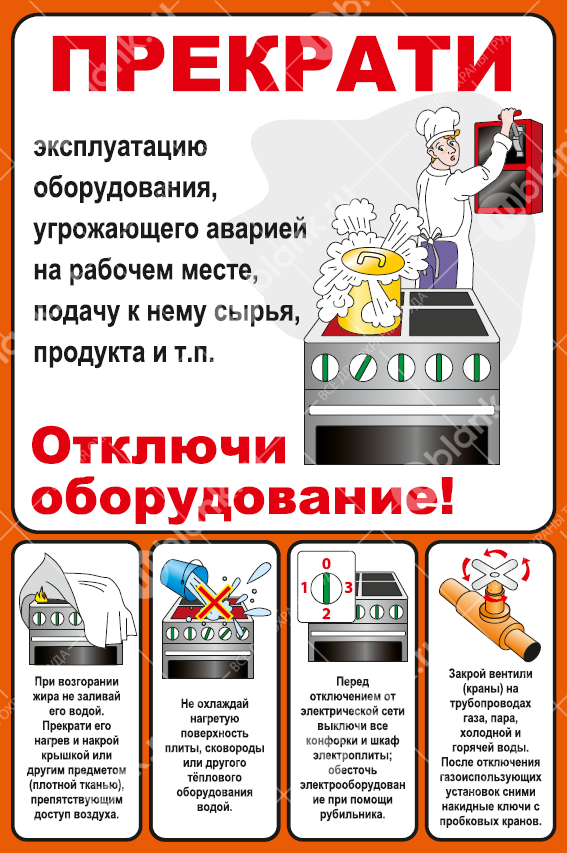 ПРЕКРАТИ
эксплуатацию
оборудования,
угрожающего аварией
на рабочем месте,
подачу к нему сырья,
продукта и т.п.
Отключи
оборудование!
При возгорании
жира не заливай
его водой.
Прекрати его
нагрев и накрой
крышкой или
другим предметом
(плотной тканью),
препятствующим
доступ воздуха.
Не охлаждай
нагретую
поверхность
плиты, сковороды
или другого
тёплового
оборудования
водой.
0
1 3
2
Перед
отключением от
электрической сети
выключи все
конфорки и шкаф
электроплиты;
обесточь
электрооборудован
ие при помощи
рубильника.
Закрой вентили
(краны) на
трубопроводах
газа, пара,
холодной и
горячей воды.
После отключения
газоиспользующих
установок сними
накидные ключи с
пробковых кранов.